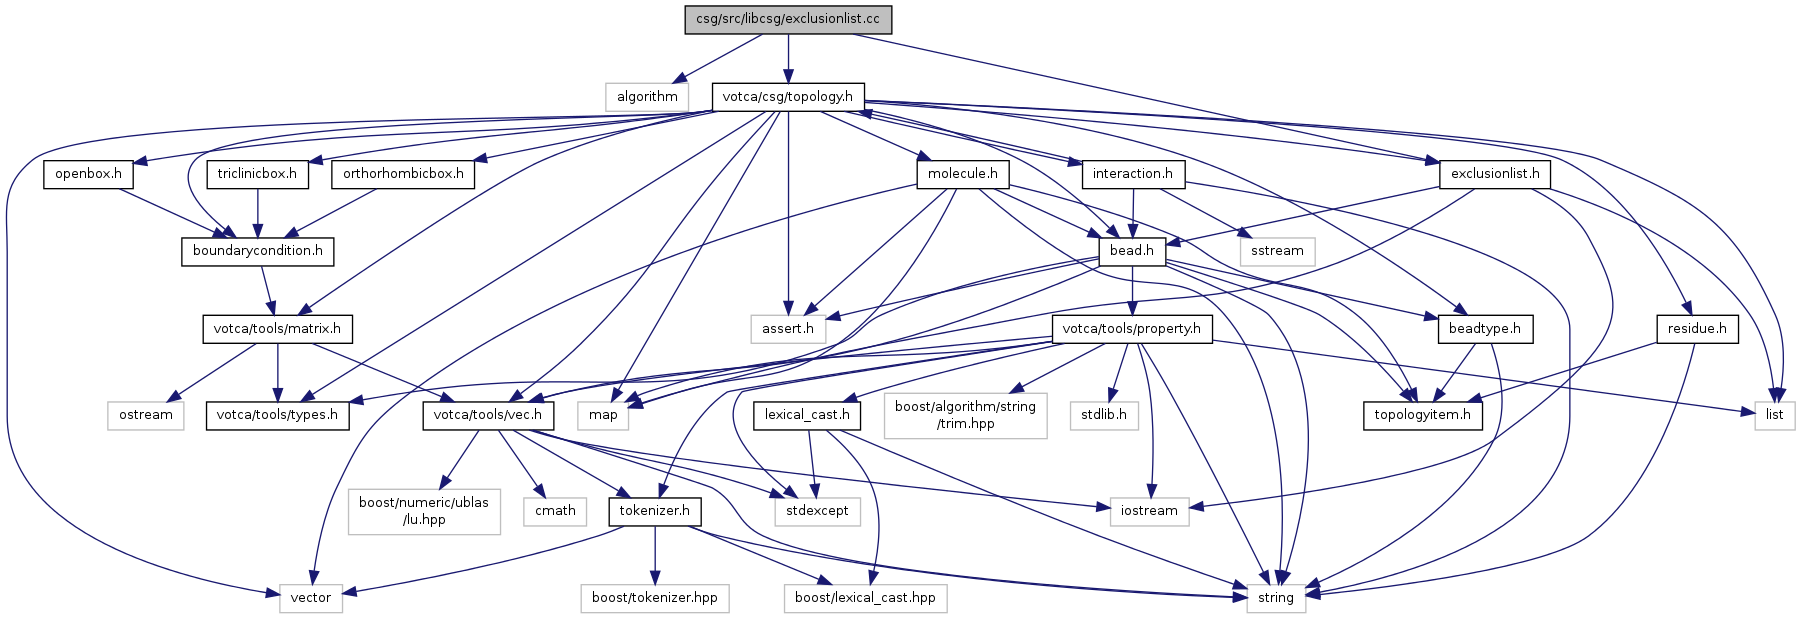 csg/src/libcsg/exclusionlist.cc
algorithm
votca/csg/topology.h
openbox.h
triclinicbox.h
orthorhombicbox.h
molecule.h
interaction.h
exclusionlist.h
boundarycondition.h
bead.h
sstream
votca/tools/matrix.h
assert.h
votca/tools/property.h
beadtype.h
residue.h
ostream
votca/tools/types.h
votca/tools/vec.h
map
lexical_cast.h
boost/algorithm/string
/trim.hpp
stdlib.h
topologyitem.h
list
boost/numeric/ublas
/lu.hpp
cmath
tokenizer.h
stdexcept
iostream
vector
boost/tokenizer.hpp
boost/lexical_cast.hpp
string